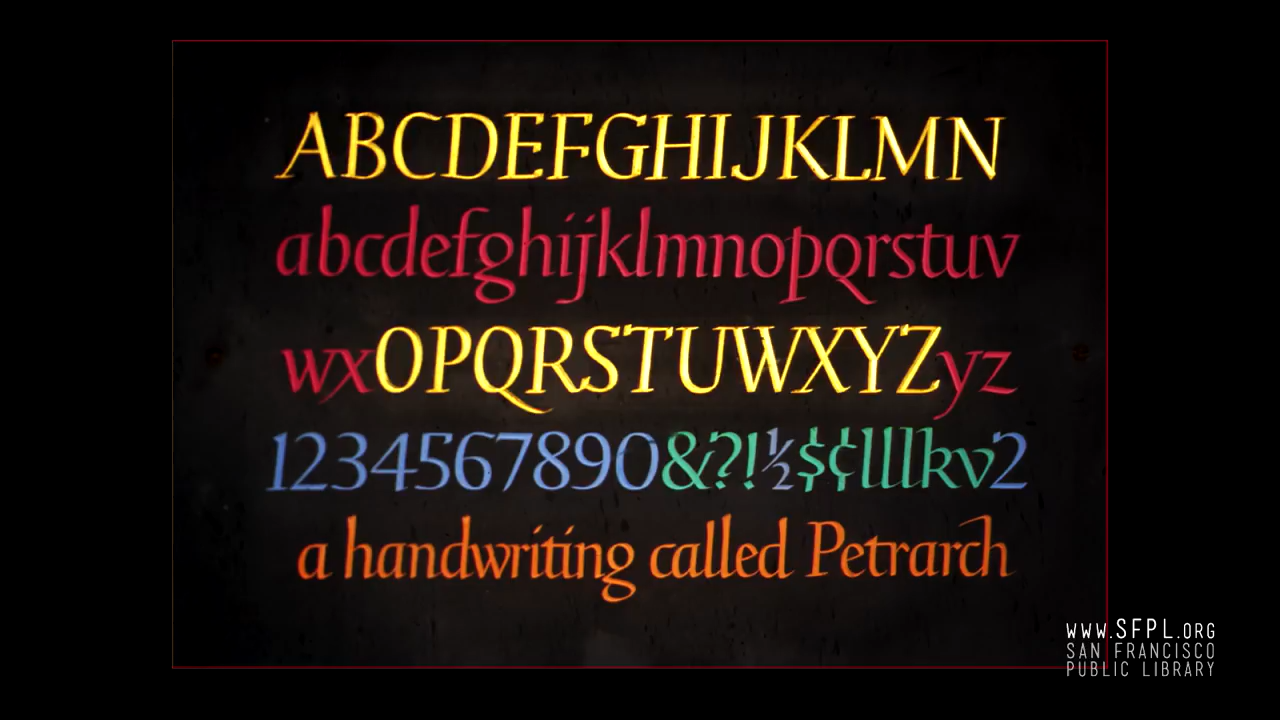 ABCDEFGHIJKLMN
abcdefghijklmnopqrstuv
wxOPQRSTUWXYZyz
1234567890&?!½$¢lllkv2
a handwriting called Petrarch
WWW.SFPL.ORG
SAN FRANCISCO
PUBLIC LIBRARY